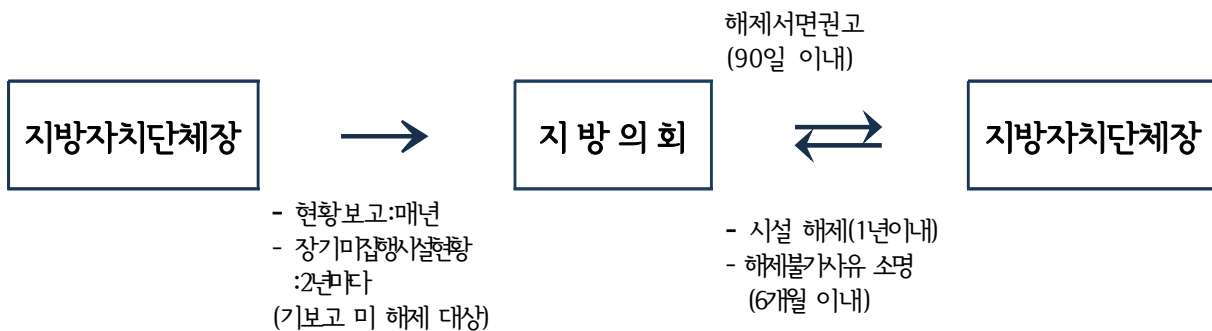 해제서면권고
(90일 이내)
지방자치단체장
지 방 의 회
지방자치단체장
- 현황보고:매년
- 장기미집행시설현황
:2년마다
(기보고 미 해제 대상)
- 시설 해제(1년이내)
- 해제불가사유 소명
(6개월 이내)